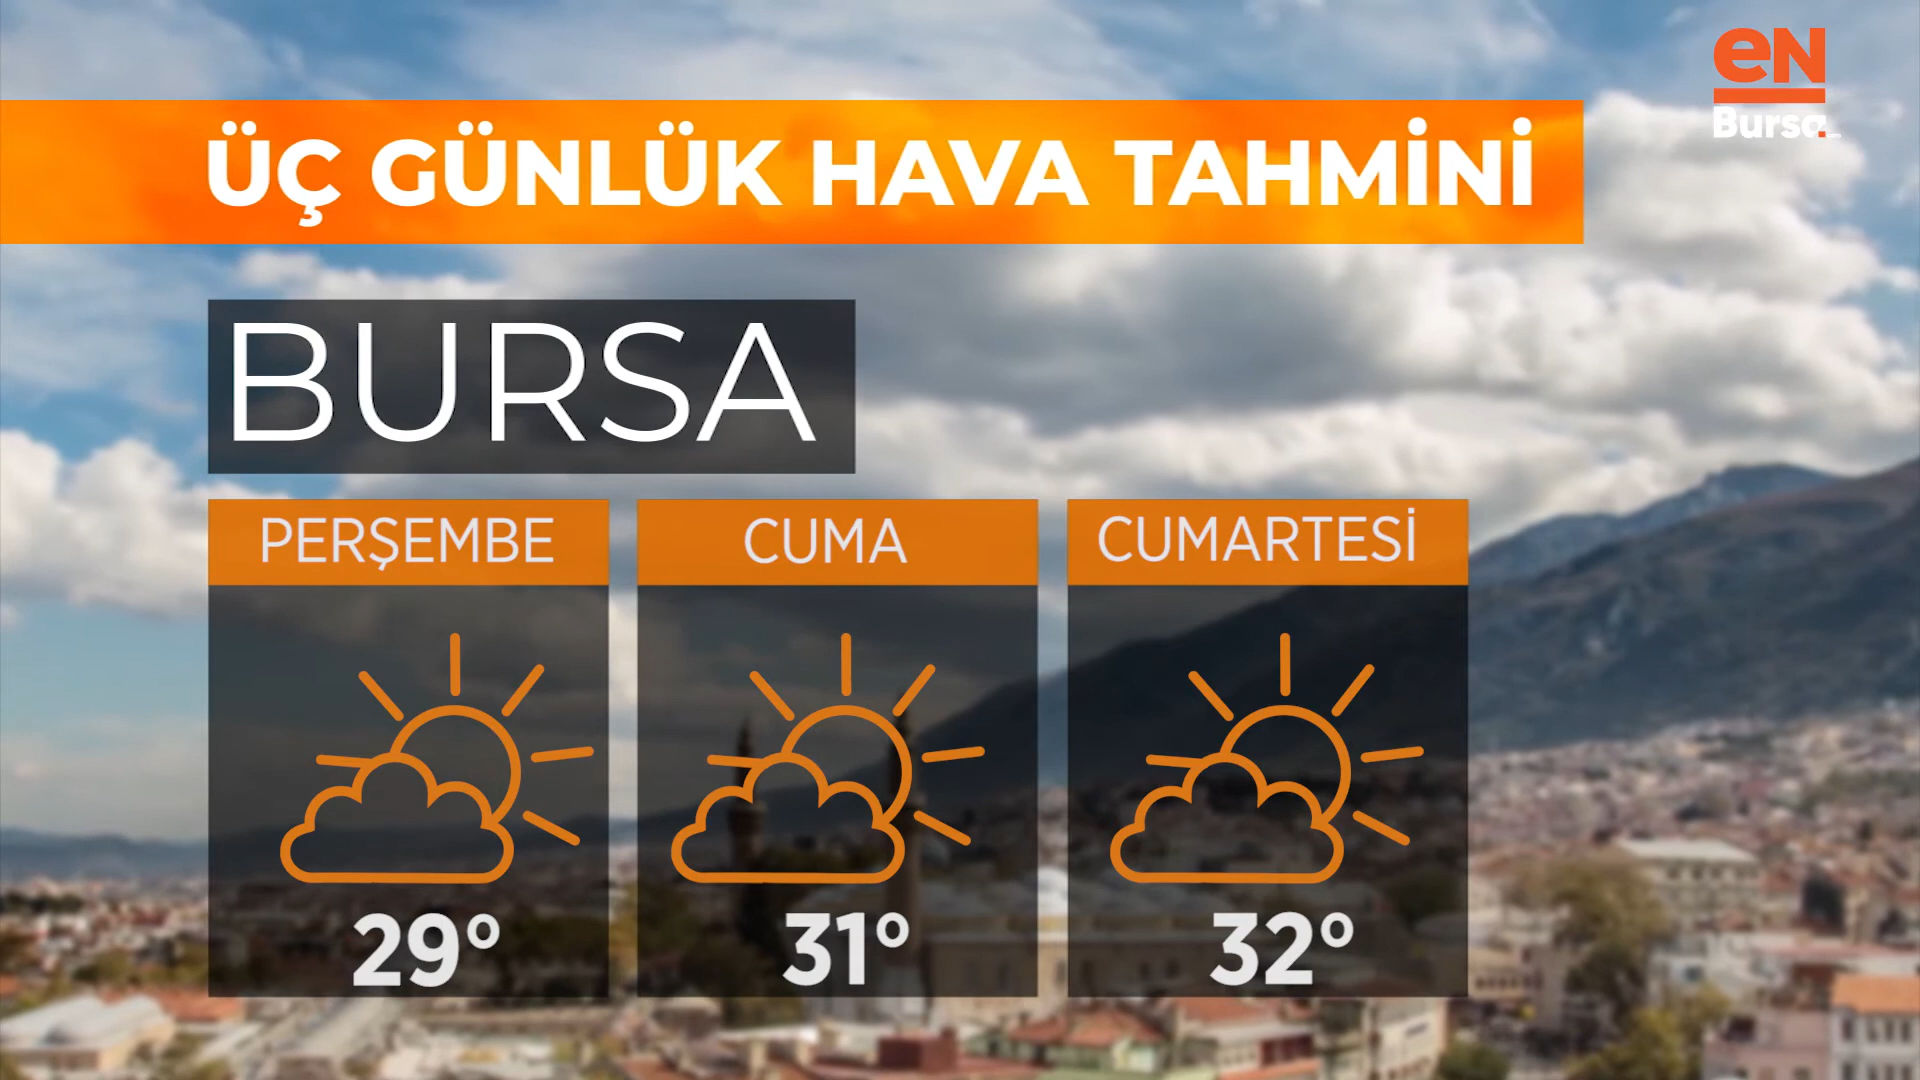 eN
Bursa.
ÜÇ GÜNLÜK HAVA TAHMİNİ
BURSA
PERŞEMBE CUMA CUMARTESİ
29° 31° 32°